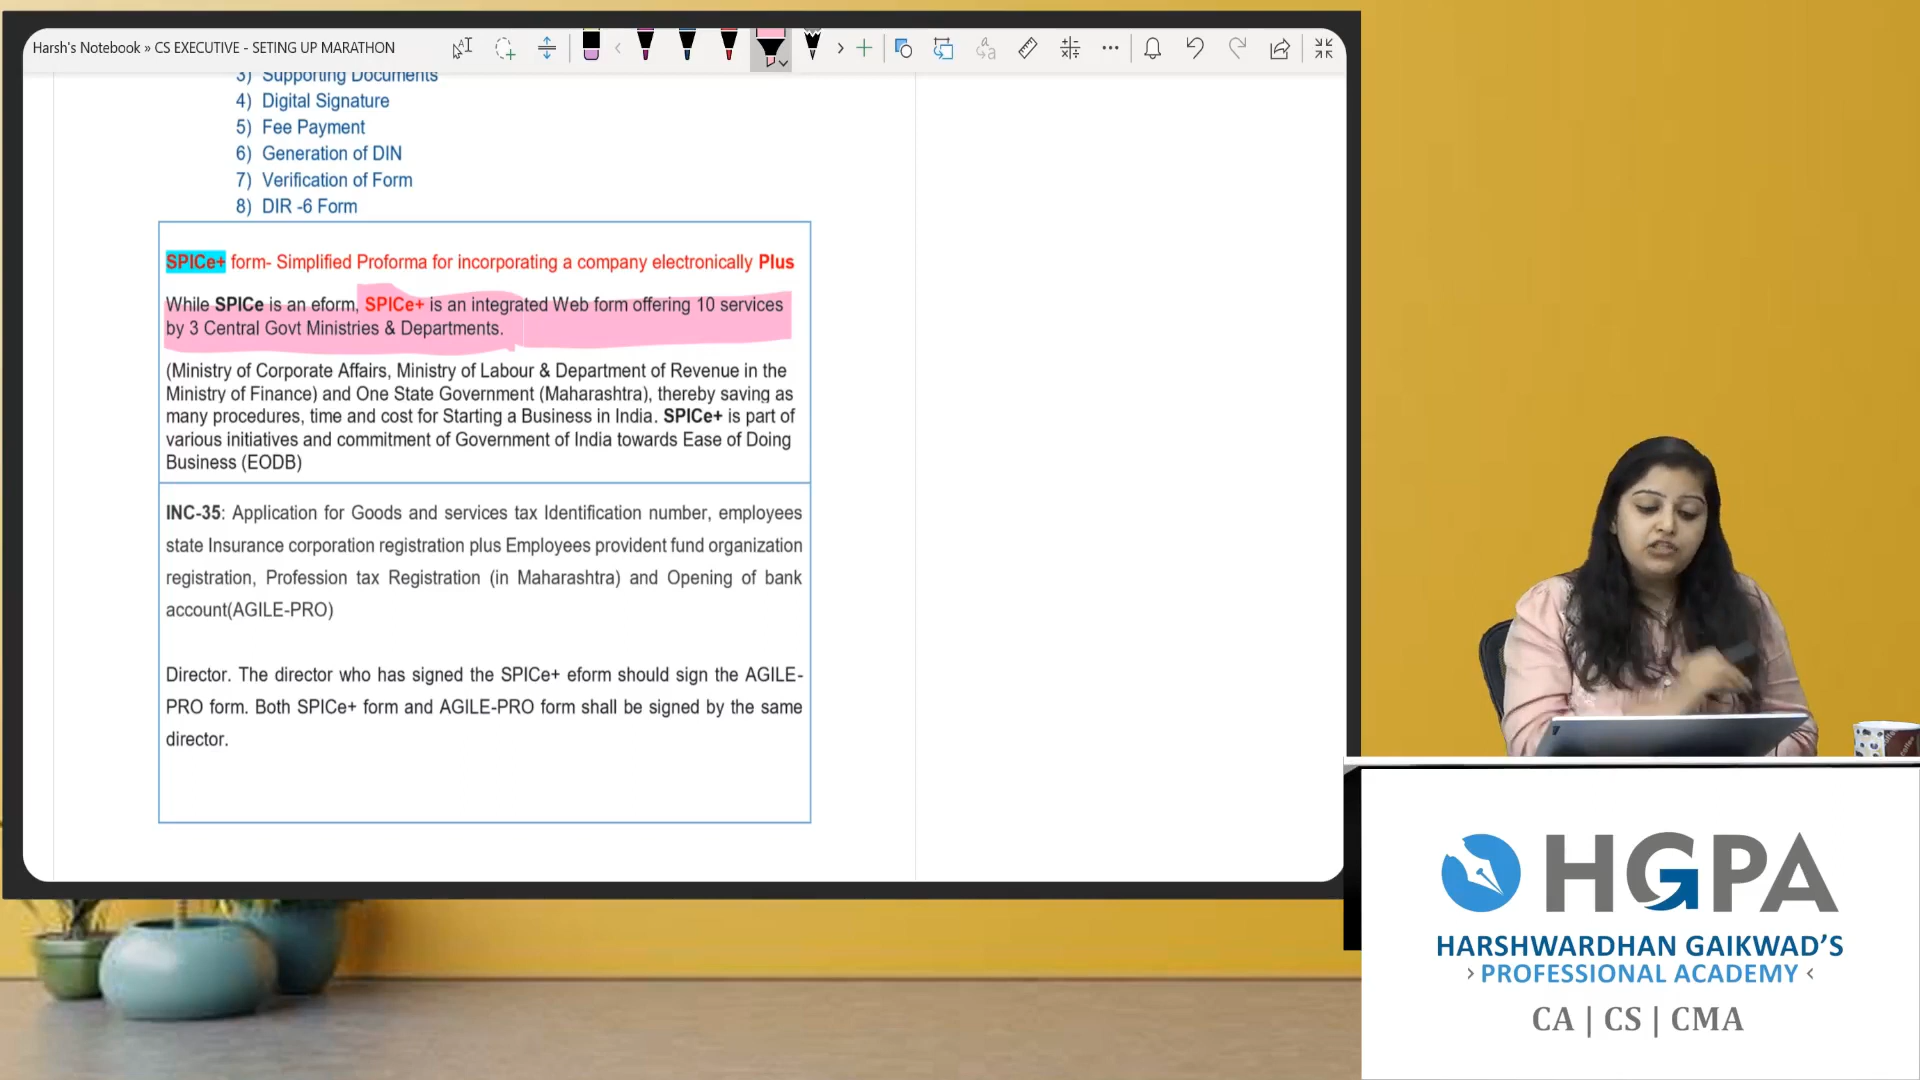 Harsh's Notebook » CS EXECUTIVE - SETING UP MARATHON
3) Supporting Documents
4) Digital Signature
5) Fee Payment
6) Generation of DIN
7) Verification of Form
8) DIR -6 Form
SPICe+ form- Simplified Proforma for incorporating a company electronically Plus
While SPICe is an eform, SPICe+ is an integrated Web form offering 10 services
by 3 Central Govt Ministries & Departments.
(Ministry of Corporate Affairs, Ministry of Labour & Department of Revenue in the
Ministry of Finance) and One State Government (Maharashtra), thereby saving as
many procedures, time and cost for Starting a Business in India. SPICe+ is part of
various initiatives and commitment of Government of India towards Ease of Doing
Business (EODB)
INC-35: Application for Goods and services tax Identification number, employees
state Insurance corporation registration plus Employees provident fund organization
registration, Profession tax Registration (in Maharashtra) and Opening of bank
account(AGILE-PRO)
Director. The director who has signed the SPICe+ eform should sign the AGILE-
PRO form. Both SPICe+ form and AGILE-PRO form shall be signed by the same
director.
HGPA
HARSHWARDHAN GAIKWAD'S
› PROFESSIONAL ACADEMY ‹
CA | CS | CMA